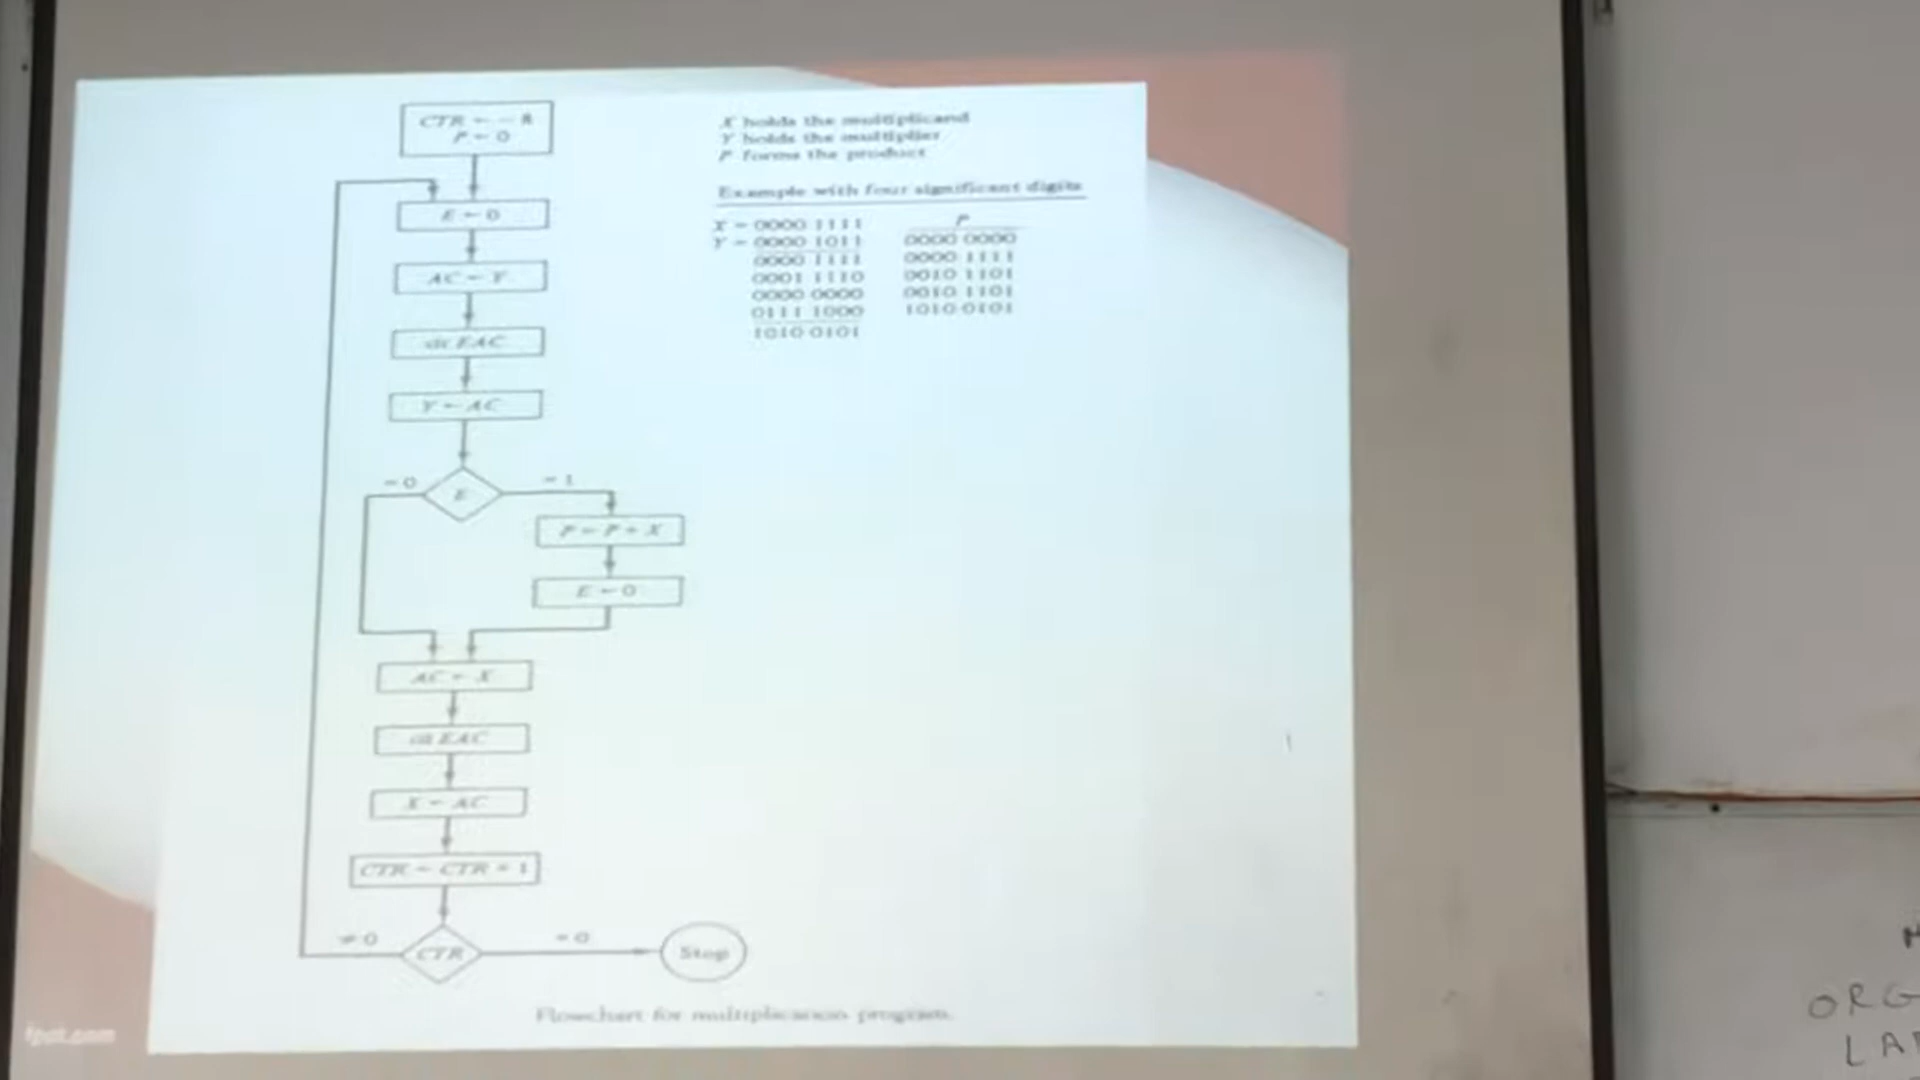 CTR ← - 8
P ← 0
E ← 0
AC ← Y
cir EAC
Y ← AC
= 0
E
= 1
P ← P + X
E ← 0
AC ← X
cil EAC
X ← AC
CTR ← CTR + 1
≠ 0
CTR
= 0
Stop
X holds the multiplicand
Y holds the multiplier
P forms the product
Example with four significant digits
X = 0000 1111
P
Y = 0000 1011 0000 0000
0000 1111 0000 1111
0001 1110 0010 1101
0000 0000 0010 1101
0111 1000 1010 0101
1010 0101
Flowchart for multiplication program.
ORG